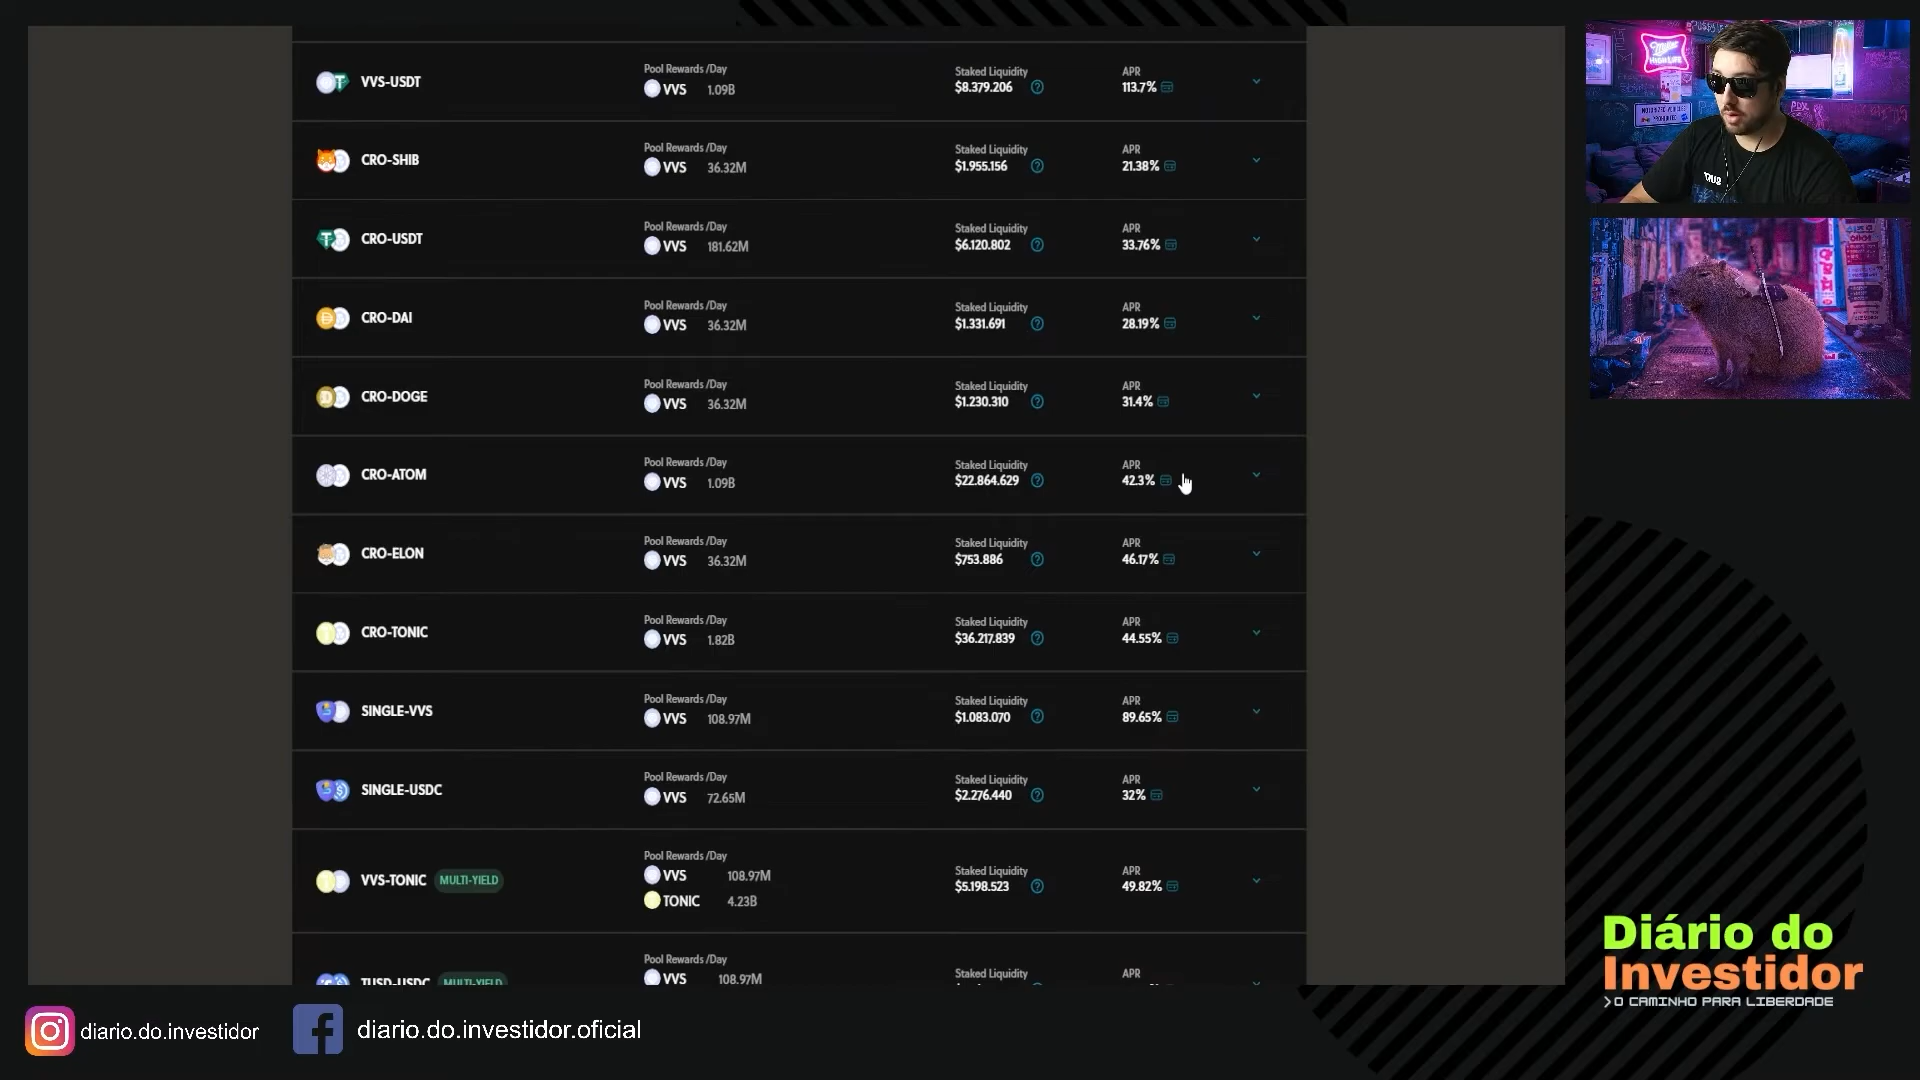 VVS-USDT
Pool Rewards /Day
VVS 1.09B
Staked Liquidity
$8.379.206
APR
113.7%
CRO-SHIB
Pool Rewards /Day
VVS 36.32M
Staked Liquidity
$1.955.156
APR
21.38%
CRO-USDT
Pool Rewards /Day
VVS 181.62M
Staked Liquidity
$6.120.802
APR
33.76%
CRO-DAI
Pool Rewards /Day
VVS 36.32M
Staked Liquidity
$1.331.691
APR
28.19%
CRO-DOGE
Pool Rewards /Day
VVS 36.32M
Staked Liquidity
$1.230.310
APR
31.4%
CRO-ATOM
Pool Rewards /Day
VVS 1.09B
Staked Liquidity
$22.864.629
APR
42.3%
CRO-ELON
Pool Rewards /Day
VVS 36.32M
Staked Liquidity
$753.886
APR
46.17%
CRO-TONIC
Pool Rewards /Day
VVS 1.82B
Staked Liquidity
$36.217.839
APR
44.55%
SINGLE-VVS
Pool Rewards /Day
VVS 108.97M
Staked Liquidity
$1.083.070
APR
89.65%
SINGLE-USDC
Pool Rewards /Day
VVS 72.65M
Staked Liquidity
$2.276.440
APR
32%
VVS-TONIC MULTI-YIELD
Pool Rewards /Day
VVS 108.97M
TONIC 4.23B
Staked Liquidity
$5.198.523
APR
49.82%
TUSD-USDC MULTI-YIELD
Pool Rewards /Day
VVS 108.97M
Staked Liquidity
APR
Miller
HIGH LIFE
Diário do
Investidor
>O CAMINHO PARA LIBERDADE
diario.do.investidor
diario.do.investidor.oficial